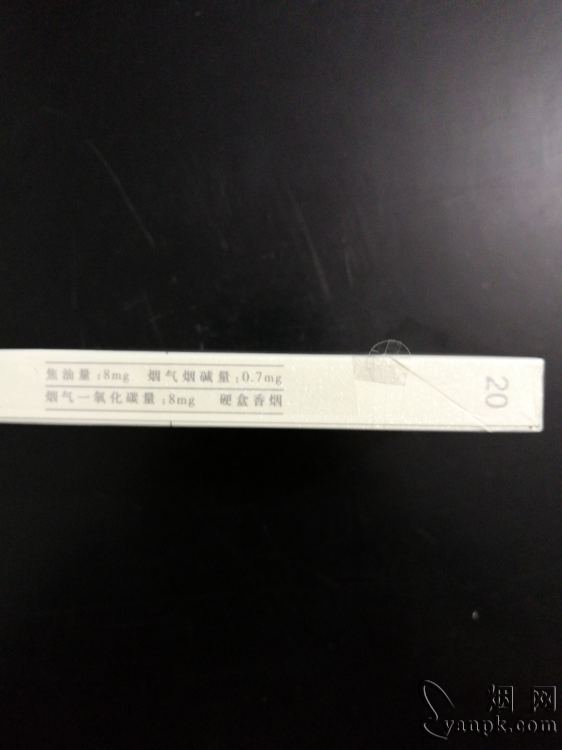 焦油量:8mg 烟气烟碱量:0.7mg
烟气一氧化碳量:8mg 硬盒香烟
20
烟网
yanpk.com